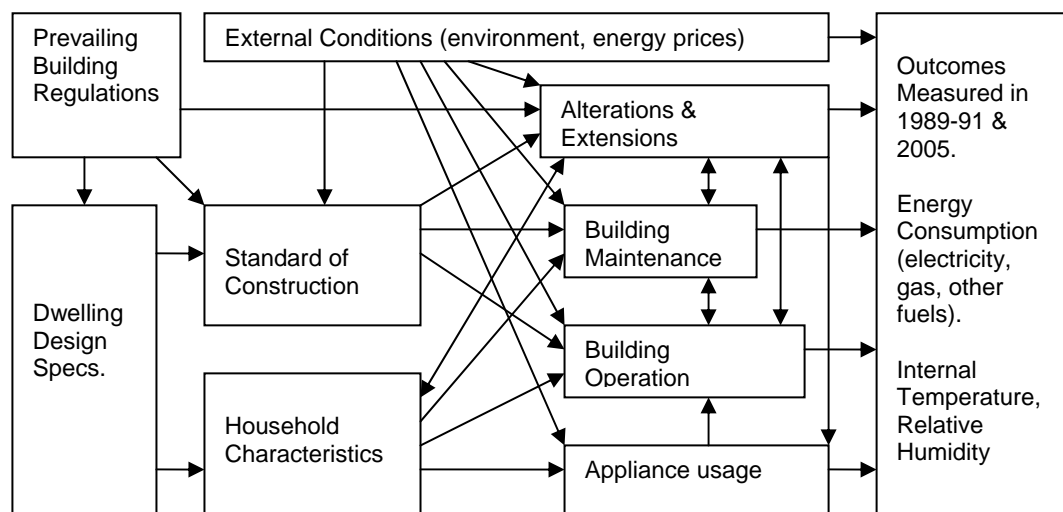 Prevailing
Building
Regulations
External Conditions (environment, energy prices)
Alterations &
Extensions
Outcomes
Measured in
1989-91 &
2005.
Energy
Consumption
(electricity,
gas, other
fuels).
Internal
Temperature,
Relative
Humidity
Dwelling
Design
Specs.
Standard of
Construction
Building
Maintenance
Building
Operation
Household
Characteristics
Appliance usage